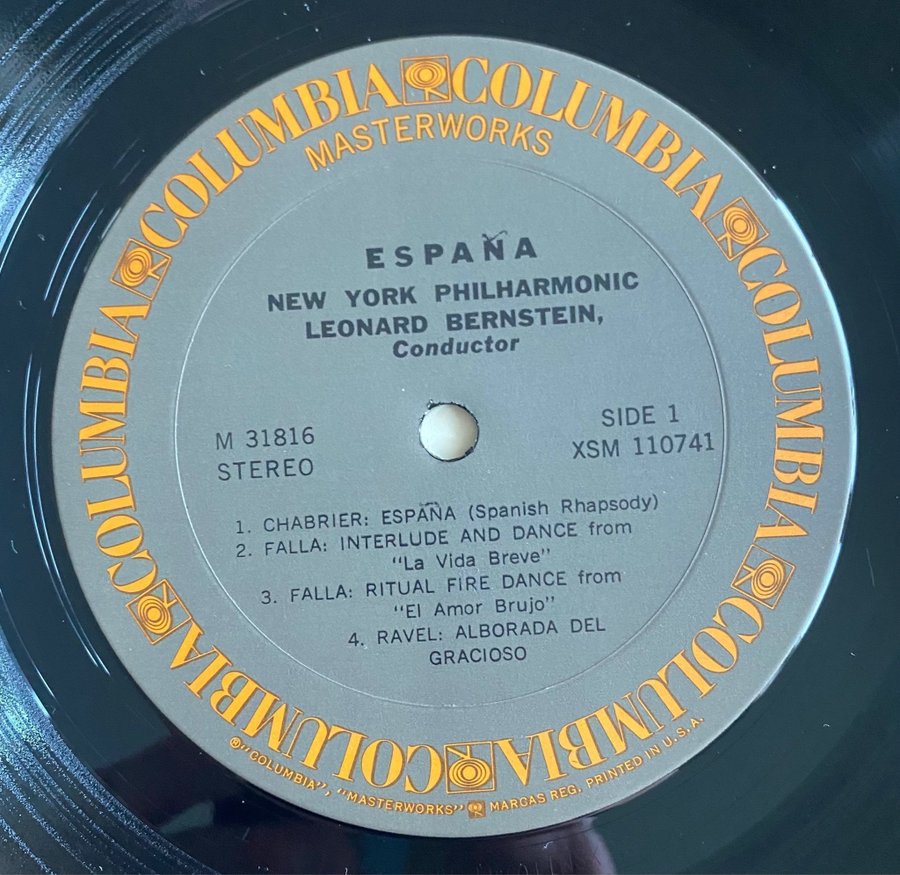 COLUMBIA COLUMBIA COLUMBIA COLUMBIA COLUMBIA COLUMBIA
MASTERWORKS
ESPAÑA
NEW YORK PHILHARMONIC
LEONARD BERNSTEIN,
Conductor
M 31816
STEREO
SIDE 1
XSM 110741
1. CHABRIER: ESPAÑA (Spanish Rhapsody)
2. FALLA: INTERLUDE AND DANCE from
"La Vida Breve"
3. FALLA: RITUAL FIRE DANCE from
"El Amor Brujo"
4. RAVEL: ALBORADA DEL
GRACIOSO
® "COLUMBIA", "MASTERWORKS" MARCAS REG. PRINTED IN U.S.A.